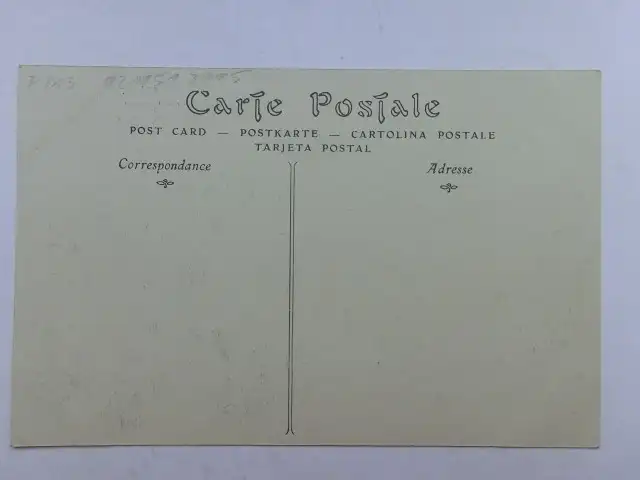 Carte Postale
POST CARD — POSTKARTE — CARTOLINA POSTALE
TARJETA POSTAL
Correspondance
Adresse